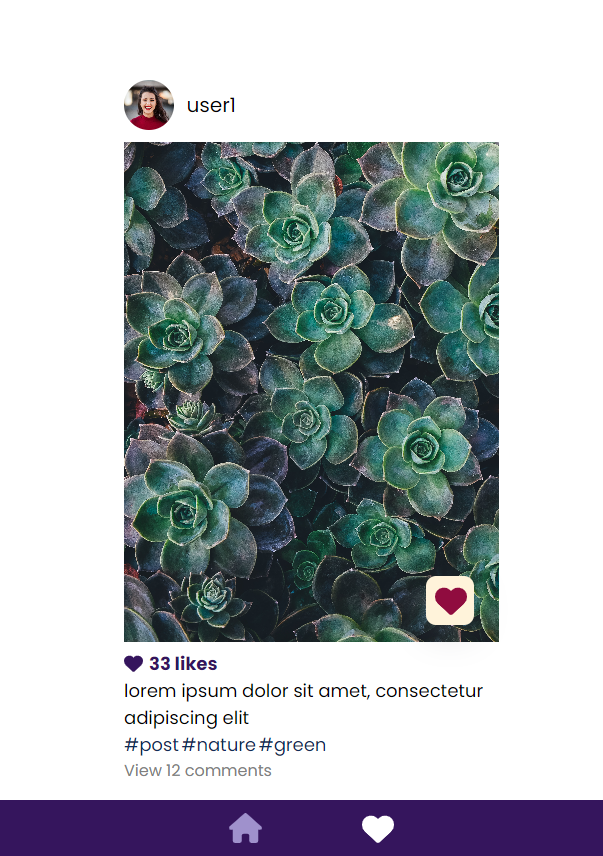 user1
33 likes
lorem ipsum dolor sit amet, consectetur
adipiscing elit
#post #nature #green
View 12 comments